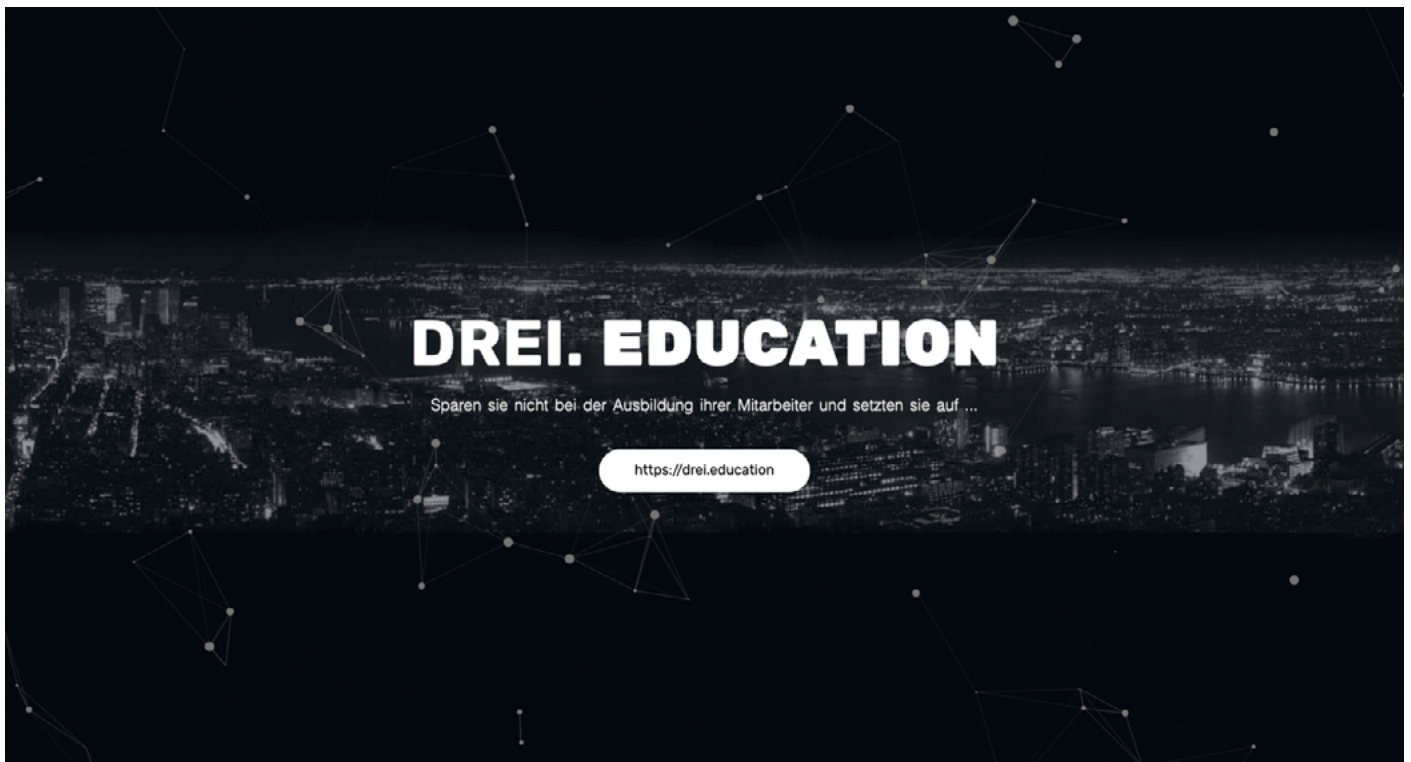 DREI. EDUCATION
Sparen sie nicht bei der Ausbildung ihrer Mitarbeiter und setzten sie auf ...
https://drei.education